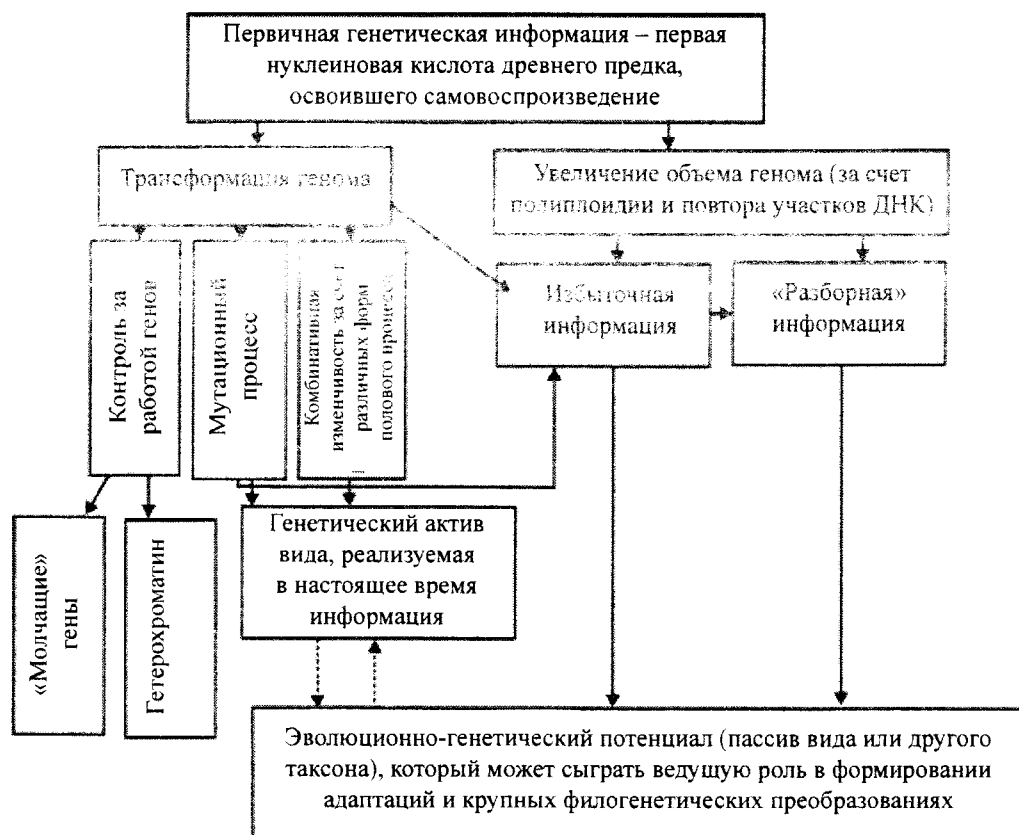 Первичная генетическая информация – первая
нуклеиновая кислота древнего предка,
освоившего самовоспроизведение
Трансформация генома
Увеличение объема генома (за счет
полиплоидии и повтора участков ДНК)
Контроль за
работой генов
Мутационный
процесс
Комбинативная
изменчивость за счет
различных форм
полового процесса
Избыточная
информация
«Разборная»
информация
«Молчащие»
гены
Гетерохроматин
Генетический актив
вида, реализуемая
в настоящее время
информация
Эволюционно-генетический потенциал (пассив вида или другого
таксона), который может сыграть ведущую роль в формировании
адаптаций и крупных филогенетических преобразованиях